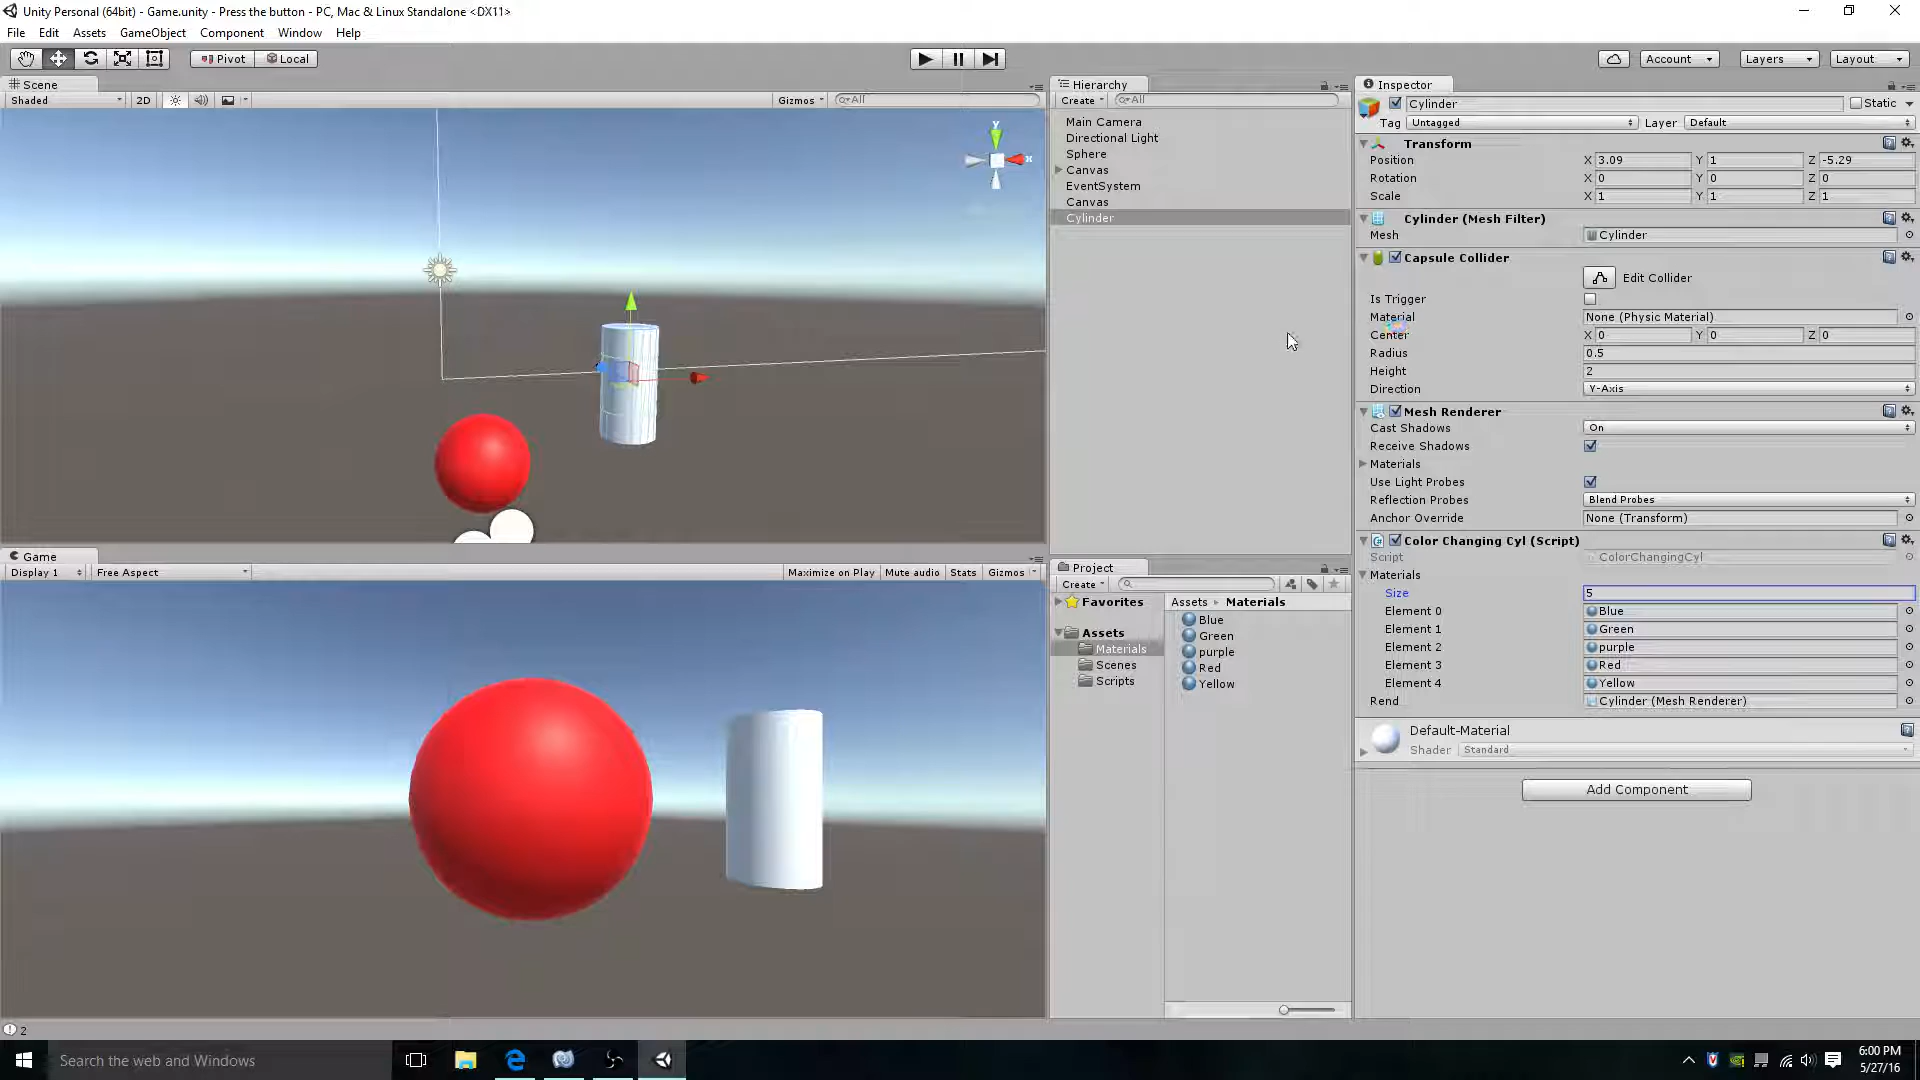 Unity Personal (64bit) - Game.unity - Press the button - PC, Mac & Linux Standalone <DX11>
File Edit Assets GameObject Component Window Help
Pivot Local Account Layers Layout
Scene
Shaded 2D Gizmos All
Hierarchy
Create All
Main Camera
Directional Light
Sphere
Canvas
EventSystem
Canvas
Cylinder
y
x
Inspector
Cylinder Static
Tag Untagged Layer Default
Transform
Position X 3.09 Y 1 Z -5.29
Rotation X 0 Y 0 Z 0
Scale X 1 Y 1 Z 1
Cylinder (Mesh Filter)
Mesh Cylinder
Capsule Collider
Edit Collider
Is Trigger
Material None (Physic Material)
Center X 0 Y 0 Z 0
Radius 0.5
Height 2
Direction Y-Axis
Mesh Renderer
Cast Shadows On
Receive Shadows
Materials
Use Light Probes
Reflection Probes Blend Probes
Anchor Override None (Transform)
Color Changing Cyl (Script)
Script ColorChangingCyl
Materials
Size 5
Element 0 Blue
Element 1 Green
Element 2 purple
Element 3 Red
Element 4 Yellow
Rend Cylinder (Mesh Renderer)
Default-Material
Shader Standard
Add Component
Game
Display 1 Free Aspect Maximize on Play Mute audio Stats Gizmos
Project
Create
Favorites
Assets
Materials
Scenes
Scripts
Assets Materials
Blue
Green
purple
Red
Yellow
2
Search the web and Windows
6:00 PM
5/27/16